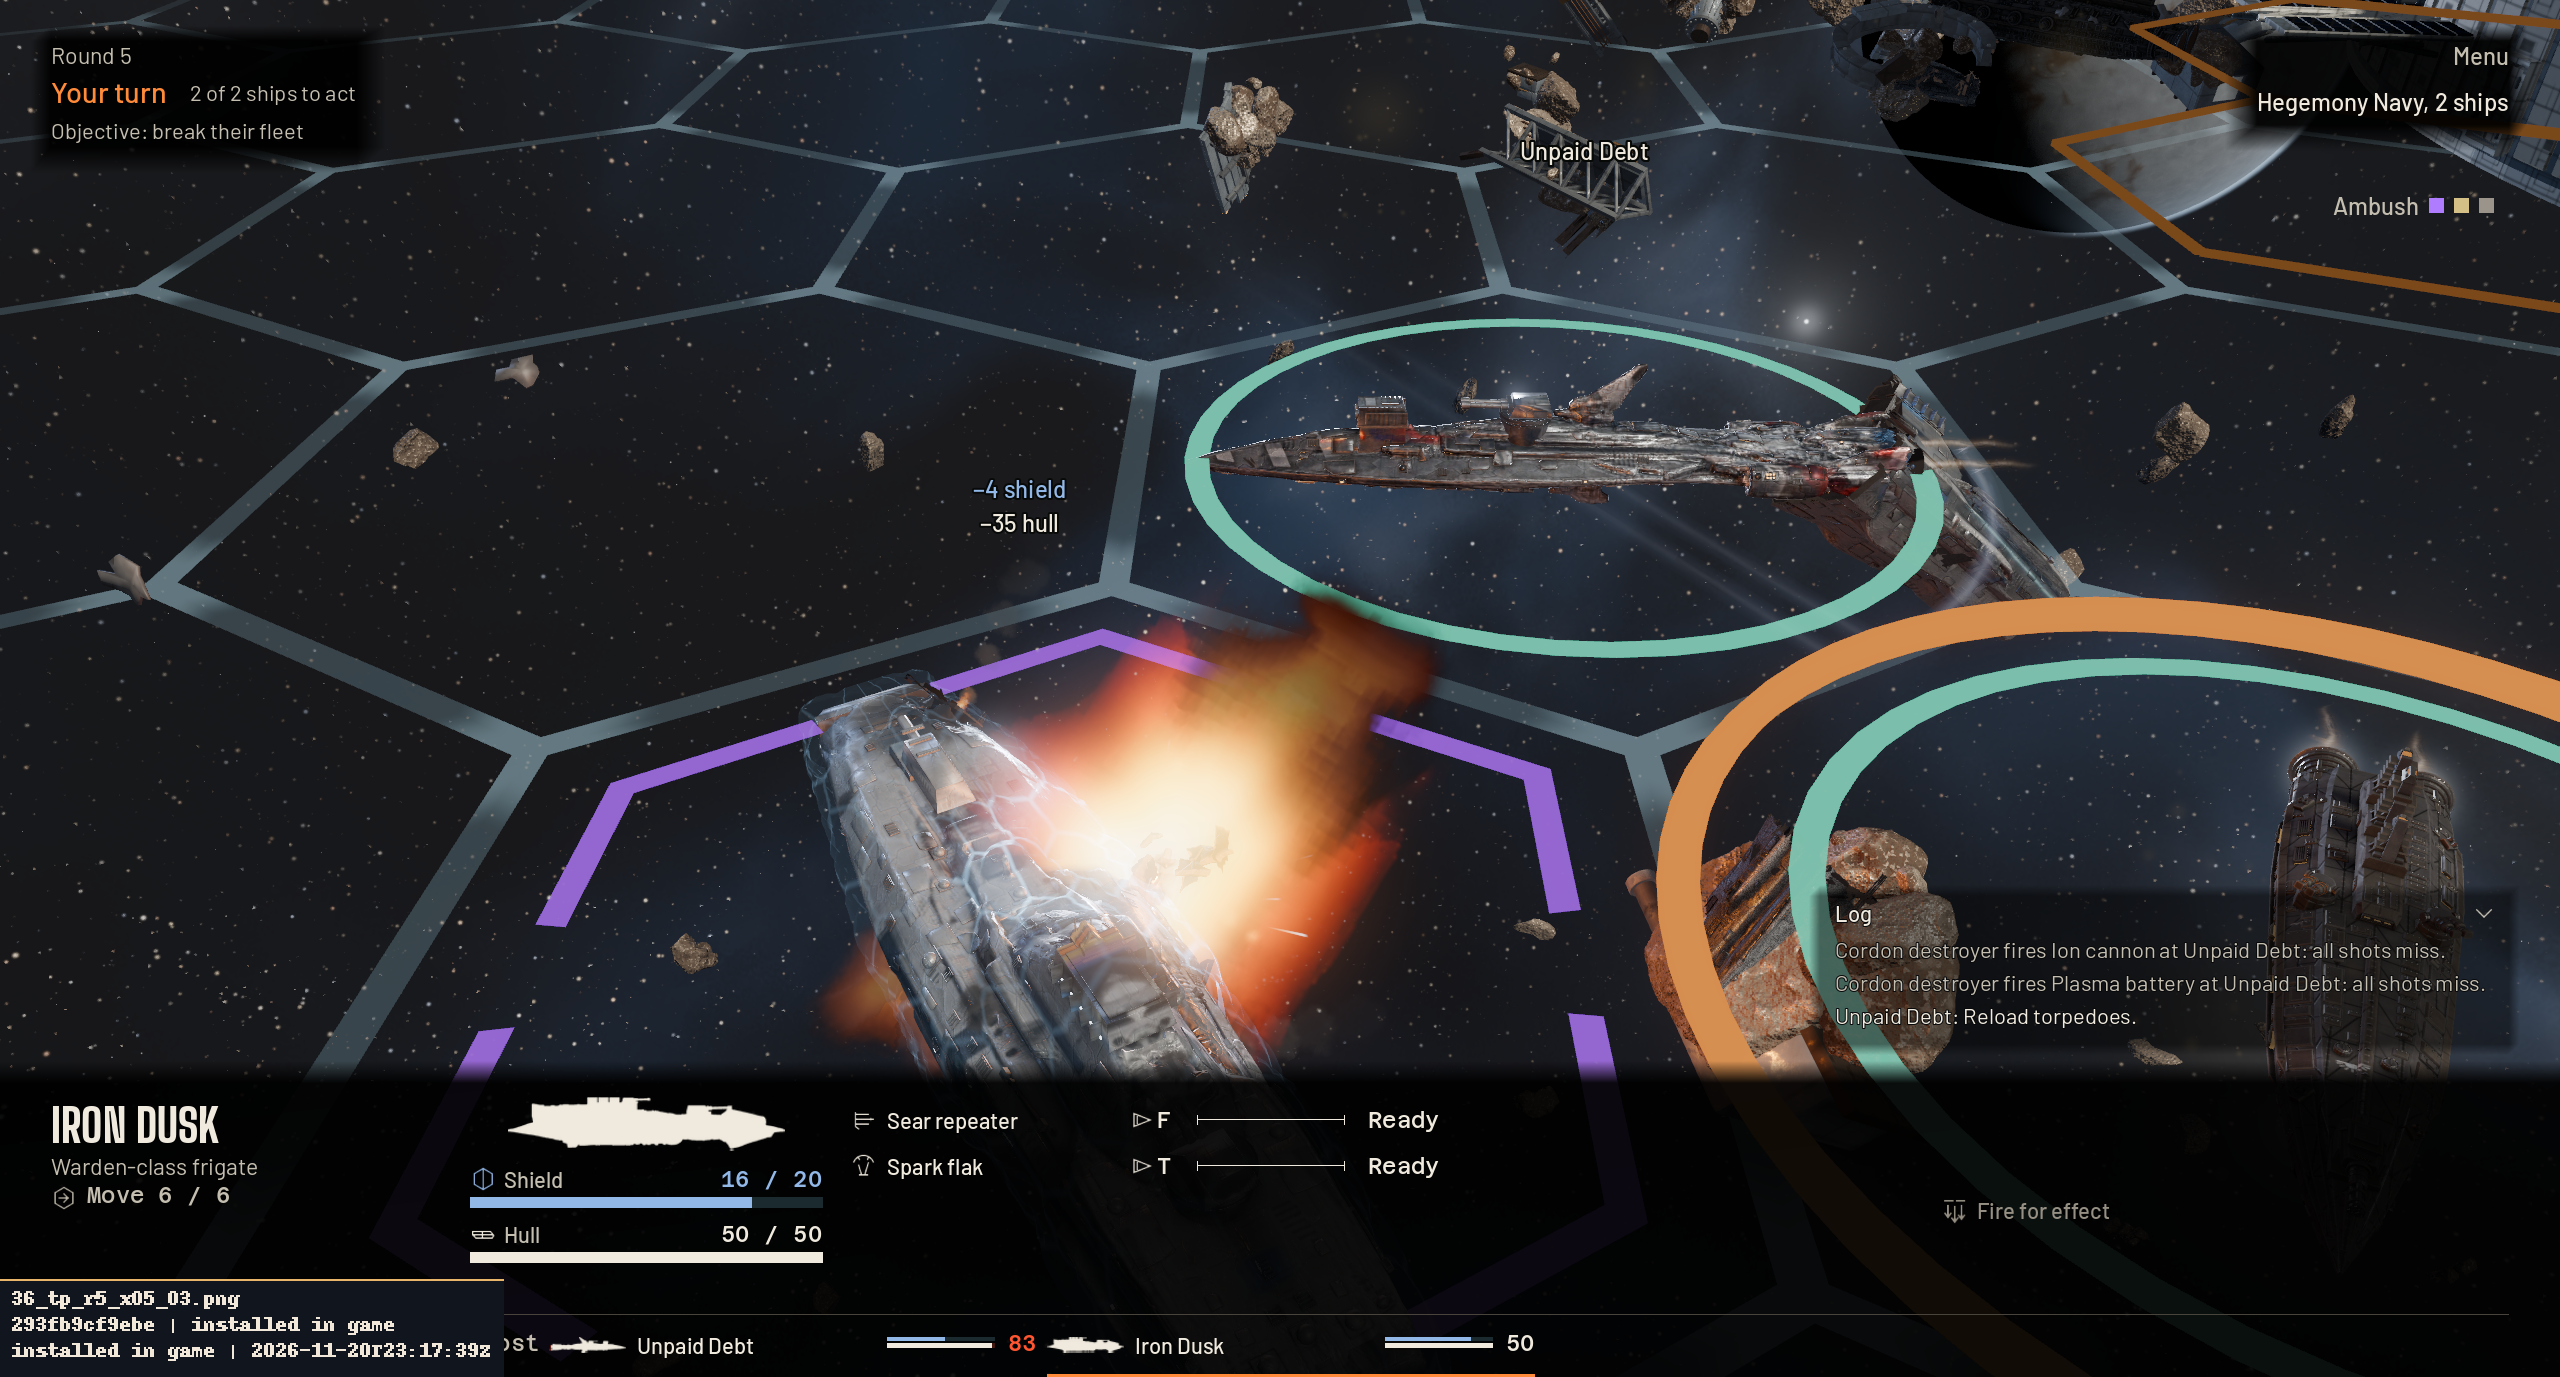 Round 5
Your turn 2 of 2 ships to act
Objective: break their fleet
Menu
Hegemony Navy, 2 ships
Ambush
Unpaid Debt
−4 shield
−35 hull
Log
Cordon destroyer fires Ion cannon at Unpaid Debt: all shots miss.
Cordon destroyer fires Plasma battery at Unpaid Debt: all shots miss.
Unpaid Debt: Reload torpedoes.
IRON DUSK
Warden-class frigate
Move 6 / 6
Shield 16 / 20
Hull 50 / 50
Sear repeater F Ready
Spark flak T Ready
Fire for effect
36_tp_r5_x05_03.png
293fb9cf9ebe | installed in game
installed in game | 2026-11-20T23:17:39Z
Unpaid Debt 83 Iron Dusk 50